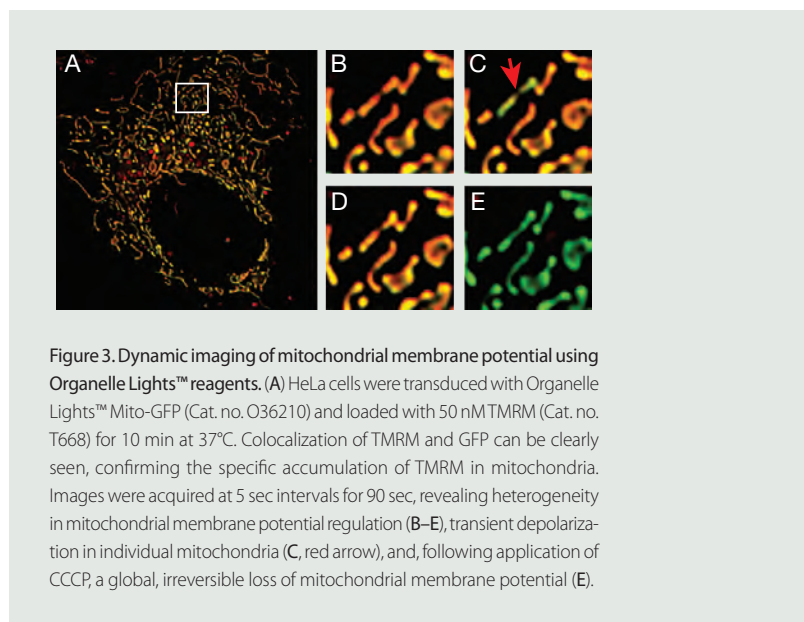 A
B
C
D
E
Figure 3. Dynamic imaging of mitochondrial membrane potential using
Organelle Lights™ reagents. (A) HeLa cells were transduced with Organelle
Lights™ Mito-GFP (Cat. no. O36210) and loaded with 50 nM TMRM (Cat. no.
T668) for 10 min at 37°C. Colocalization of TMRM and GFP can be clearly
seen, confirming the specific accumulation of TMRM in mitochondria.
Images were acquired at 5 sec intervals for 90 sec, revealing heterogeneity
in mitochondrial membrane potential regulation (B–E), transient depolariza-
tion in individual mitochondria (C, red arrow), and, following application of
CCCP, a global, irreversible loss of mitochondrial membrane potential (E).